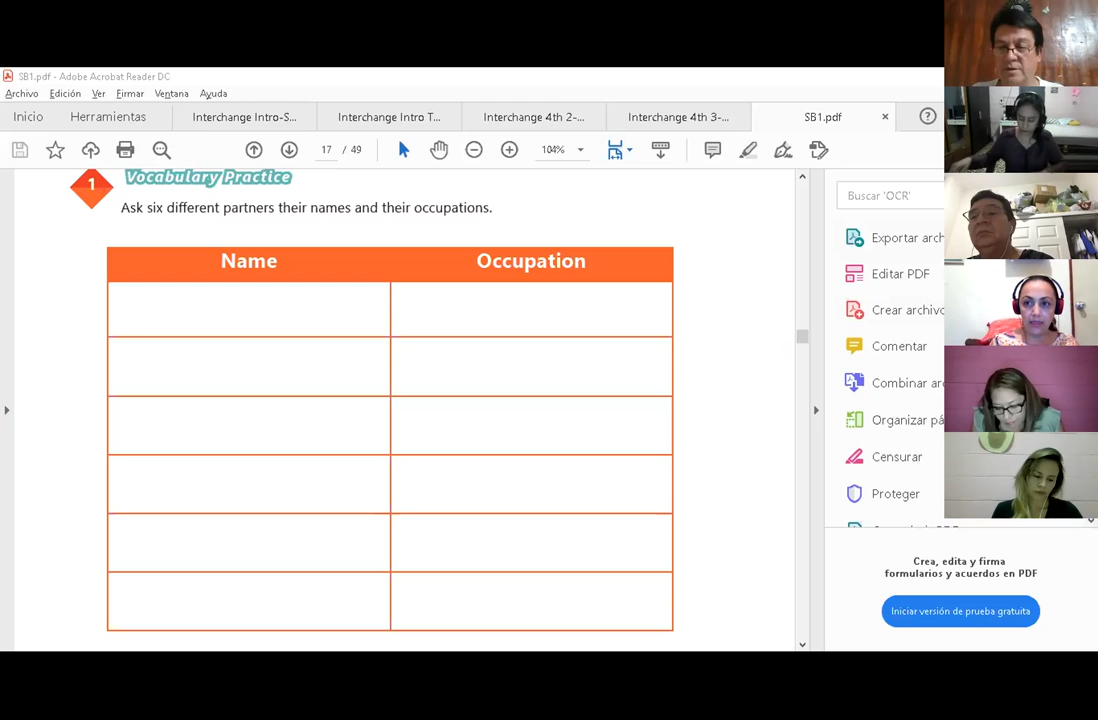 SB1.pdf - Adobe Acrobat Reader DC
Archivo Edición Ver Firmar Ventana Ayuda
Inicio Herramientas Interchange Intro-S... Interchange Intro T... Interchange 4th 2-... Interchange 4th 3-... SB1.pdf
17 / 49 104%
1 Vocabulary Practice
Ask six different partners their names and their occupations.
Name Occupation
Buscar 'OCR'
Exportar arch
Editar PDF
Crear archivo
Comentar
Combinar arc
Organizar pá
Censurar
Proteger
Crea, edita y firma
formularios y acuerdos en PDF
Iniciar versión de prueba gratuita